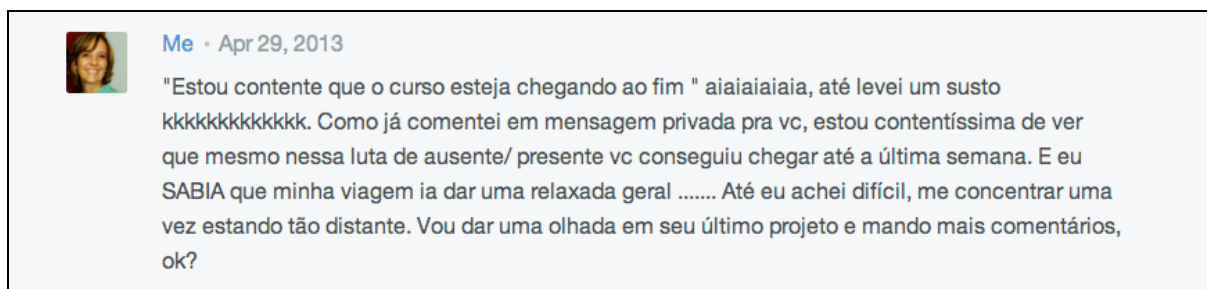 Me • Apr 29, 2013
"Estou contente que o curso esteja chegando ao fim " aiaiaiaiaia, até levei um susto
kkkkkkkkkkkkk. Como já comentei em mensagem privada pra vc, estou contentíssima de ver
que mesmo nessa luta de ausente/ presente vc conseguiu chegar até a última semana. E eu
SABIA que minha viagem ia dar uma relaxada geral ....... Até eu achei difícil, me concentrar uma
vez estando tão distante. Vou dar uma olhada em seu último projeto e mando mais comentários,
ok?